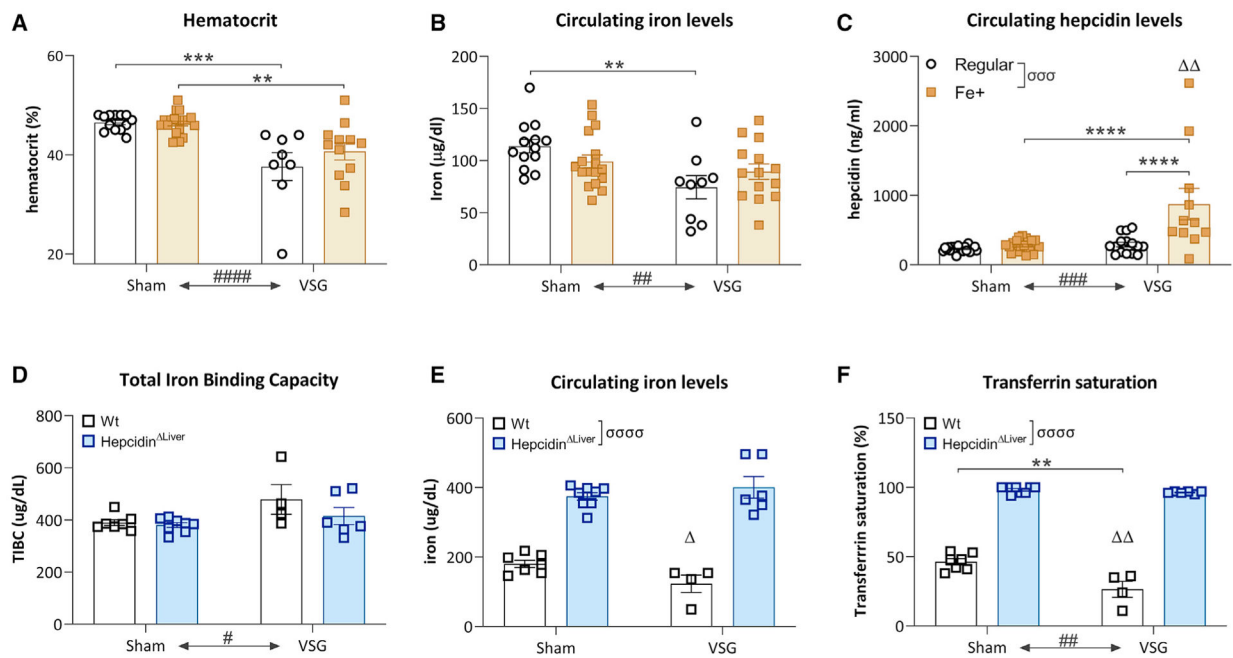 A Hematocrit
hematocrit (%)
60
40
20
***
**
Sham #### VSG
B Circulating iron levels
Iron (µg/dl)
200
150
100
50
0
**
Sham ## VSG
C Circulating hepcidin levels
hepcidin (ng/ml)
3000
2000
1000
0
Regular
Fe+
σσσ
ΔΔ
****
****
Sham ### VSG
D Total Iron Binding Capacity
TIBC (ug/dL)
800
600
400
200
0
Wt
Hepcidin^ΔLiver
Sham # VSG
E Circulating iron levels
iron (ug/dL)
600
400
200
0
Wt
Hepcidin^ΔLiver
σσσσ
Δ
Sham VSG
F Transferrin saturation
Transferrrin saturation (%)
150
100
50
0
Wt
Hepcidin^ΔLiver
σσσσ
**
ΔΔ
Sham ## VSG